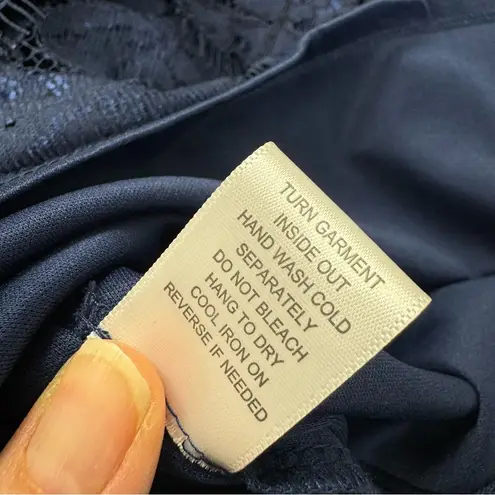 TURN GARMENT
INSIDE OUT
HAND WASH COLD
SEPARATELY
DO NOT BLEACH
HANG TO DRY
COOL IRON ON
REVERSE IF NEEDED